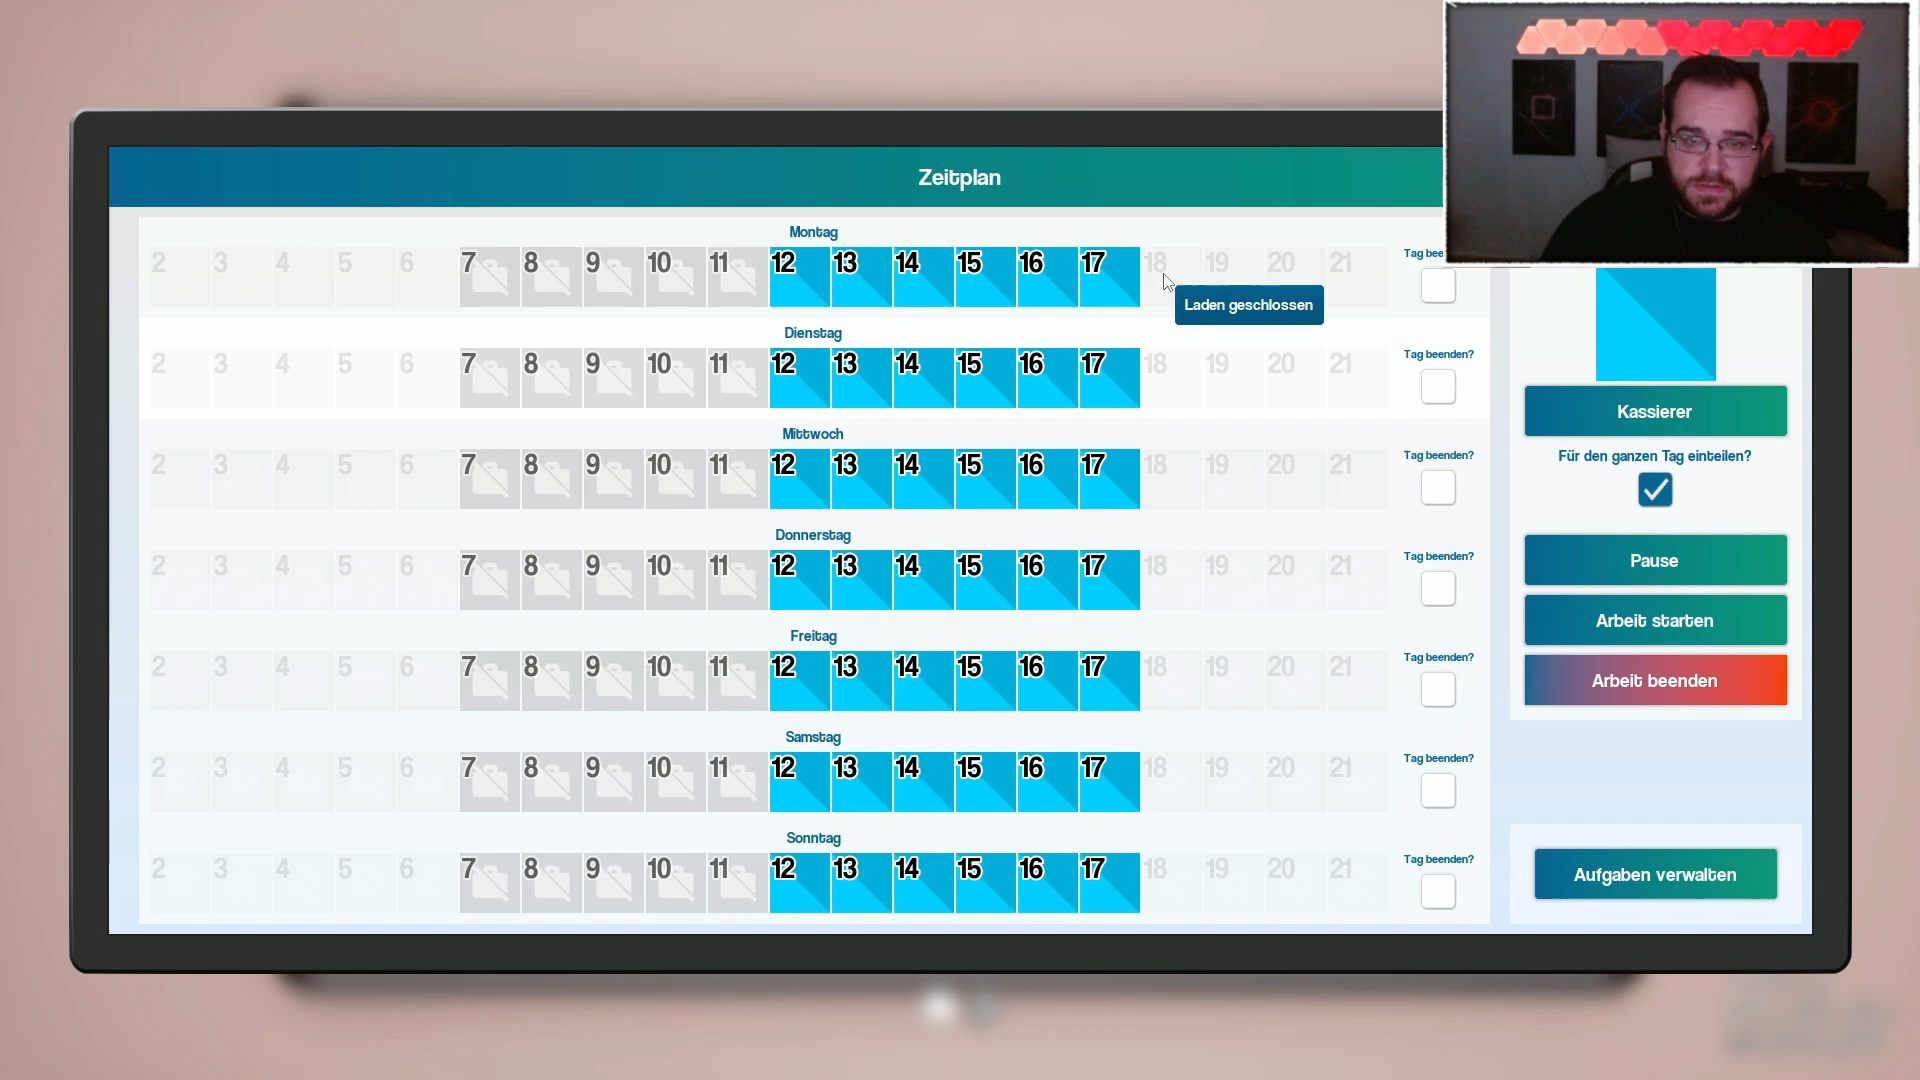 Zeitplan
Montag
2 3 4 5 6 7 8 9 10 11 12 13 14 15 16 17 18 19 20 21
Tag bee
Laden geschlossen
Dienstag
2 3 4 5 6 7 8 9 10 11 12 13 14 15 16 17 18 19 20 21
Tag beenden?
Mittwoch
2 3 4 5 6 7 8 9 10 11 12 13 14 15 16 17 18 19 20 21
Tag beenden?
Donnerstag
2 3 4 5 6 7 8 9 10 11 12 13 14 15 16 17 18 19 20 21
Tag beenden?
Freitag
2 3 4 5 6 7 8 9 10 11 12 13 14 15 16 17 18 19 20 21
Tag beenden?
Samstag
2 3 4 5 6 7 8 9 10 11 12 13 14 15 16 17 18 19 20 21
Tag beenden?
Sonntag
2 3 4 5 6 7 8 9 10 11 12 13 14 15 16 17 18 19 20 21
Tag beenden?
Kassierer
Für den ganzen Tag einteilen?
Pause
Arbeit starten
Arbeit beenden
Aufgaben verwalten